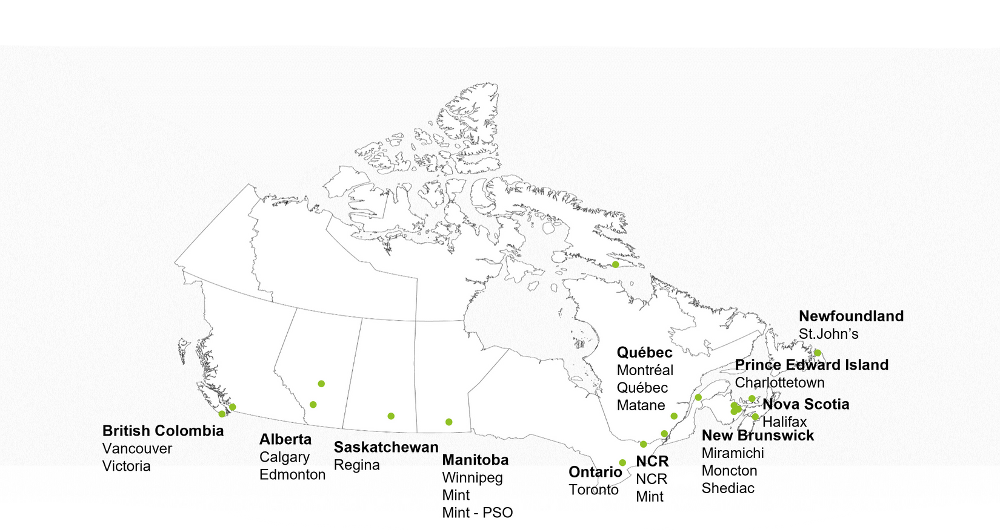 Newfoundland
St.John’s
Québec
Montréal
Québec
Matane
Prince Edward Island
Charlottetown
Nova Scotia
Halifax
British Colombia
Vancouver
Victoria
Alberta
Calgary
Edmonton
Saskatchewan
Regina
Manitoba
Winnipeg
Mint
Mint - PSO
Ontario
Toronto
NCR
NCR
Mint
New Brunswick
Miramichi
Moncton
Shediac